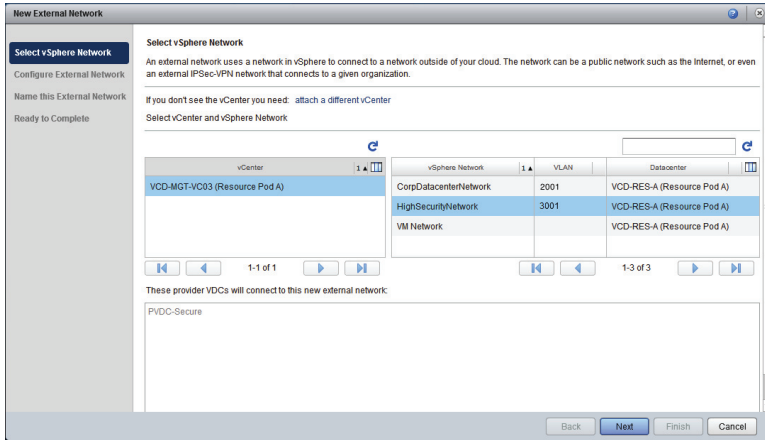 New External Network
Select vSphere Network
Configure External Network
Name this External Network
Ready to Complete
Select vSphere Network
An external network uses a network in vSphere to connect to a network outside of your cloud. The network can be a public network such as the Internet, or even
an external IPSec-VPN network that connects to a given organization.
If you don't see the vCenter you need: attach a different vCenter
Select vCenter and vSphere Network
vCenter 1
VCD-MGT-VC03 (Resource Pod A)
1-1 of 1
vSphere Network 1 VLAN Datacenter
CorpDatacenterNetwork 2001 VCD-RES-A (Resource Pod A)
HighSecurityNetwork 3001 VCD-RES-A (Resource Pod A)
VM Network VCD-RES-A (Resource Pod A)
1-3 of 3
These provider VDCs will connect to this new external network:
PVDC-Secure
Back Next Finish Cancel